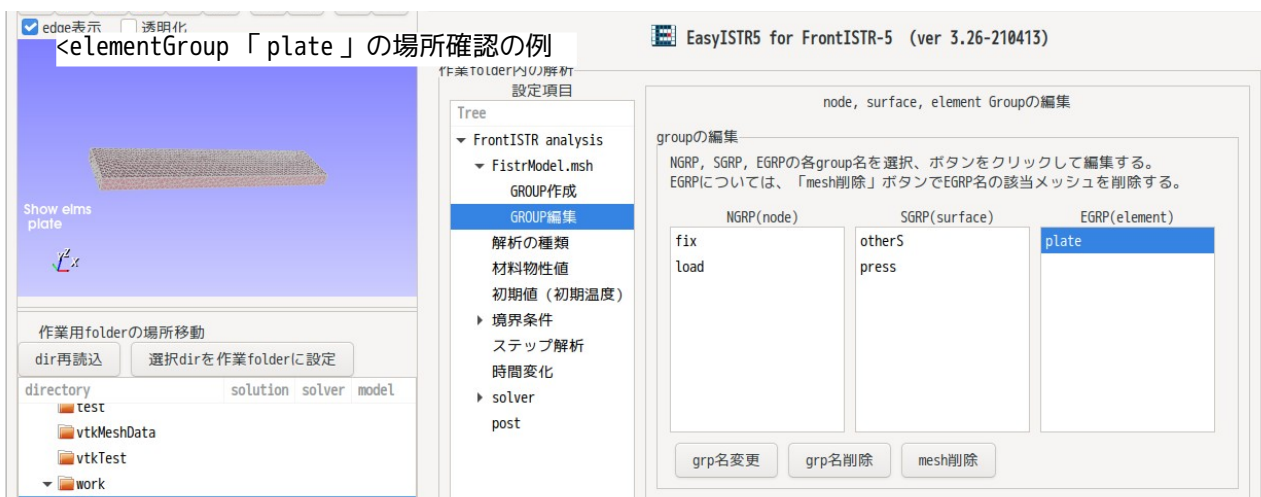 edge表示 透明化
<elementGroup「plate」の場所確認の例
Show elms
plate
Z
X
作業用folderの場所移動
dir再読込 選択dirを作業folderに設定
directory solution solver model
test
vtkMeshData
vtkTest
work
EasyISTR5 for FrontISTR-5 (ver 3.26-210413)
作業folder内の解析
設定項目
Tree
FrontISTR analysis
FistrModel.msh
GROUP作成
GROUP編集
解析の種類
材料物性値
初期値(初期温度)
境界条件
ステップ解析
時間変化
solver
post
node, surface, element Groupの編集
groupの編集
NGRP, SGRP, EGRPの各group名を選択、ボタンをクリックして編集する。
EGRPについては、「mesh削除」ボタンでEGRP名の該当メッシュを削除する。
NGRP(node) SGRP(surface) EGRP(element)
fix otherS plate
load press
grp名変更 grp名削除 mesh削除